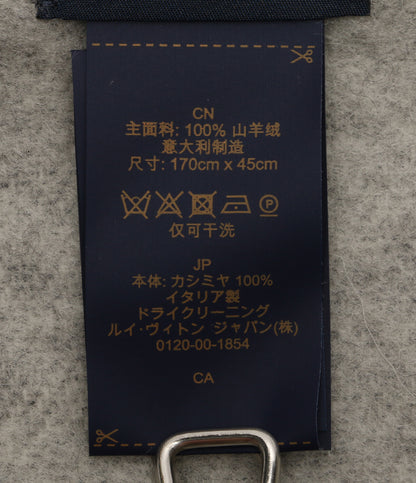 CN
主面料: 100% 山羊绒
意大利制造
尺寸: 170cm x 45cm
仅可干洗
JP
本体: カシミヤ 100%
イタリア製
ドライクリーニング
ルイ・ヴィトン ジャパン(株)
0120-00-1854
CA